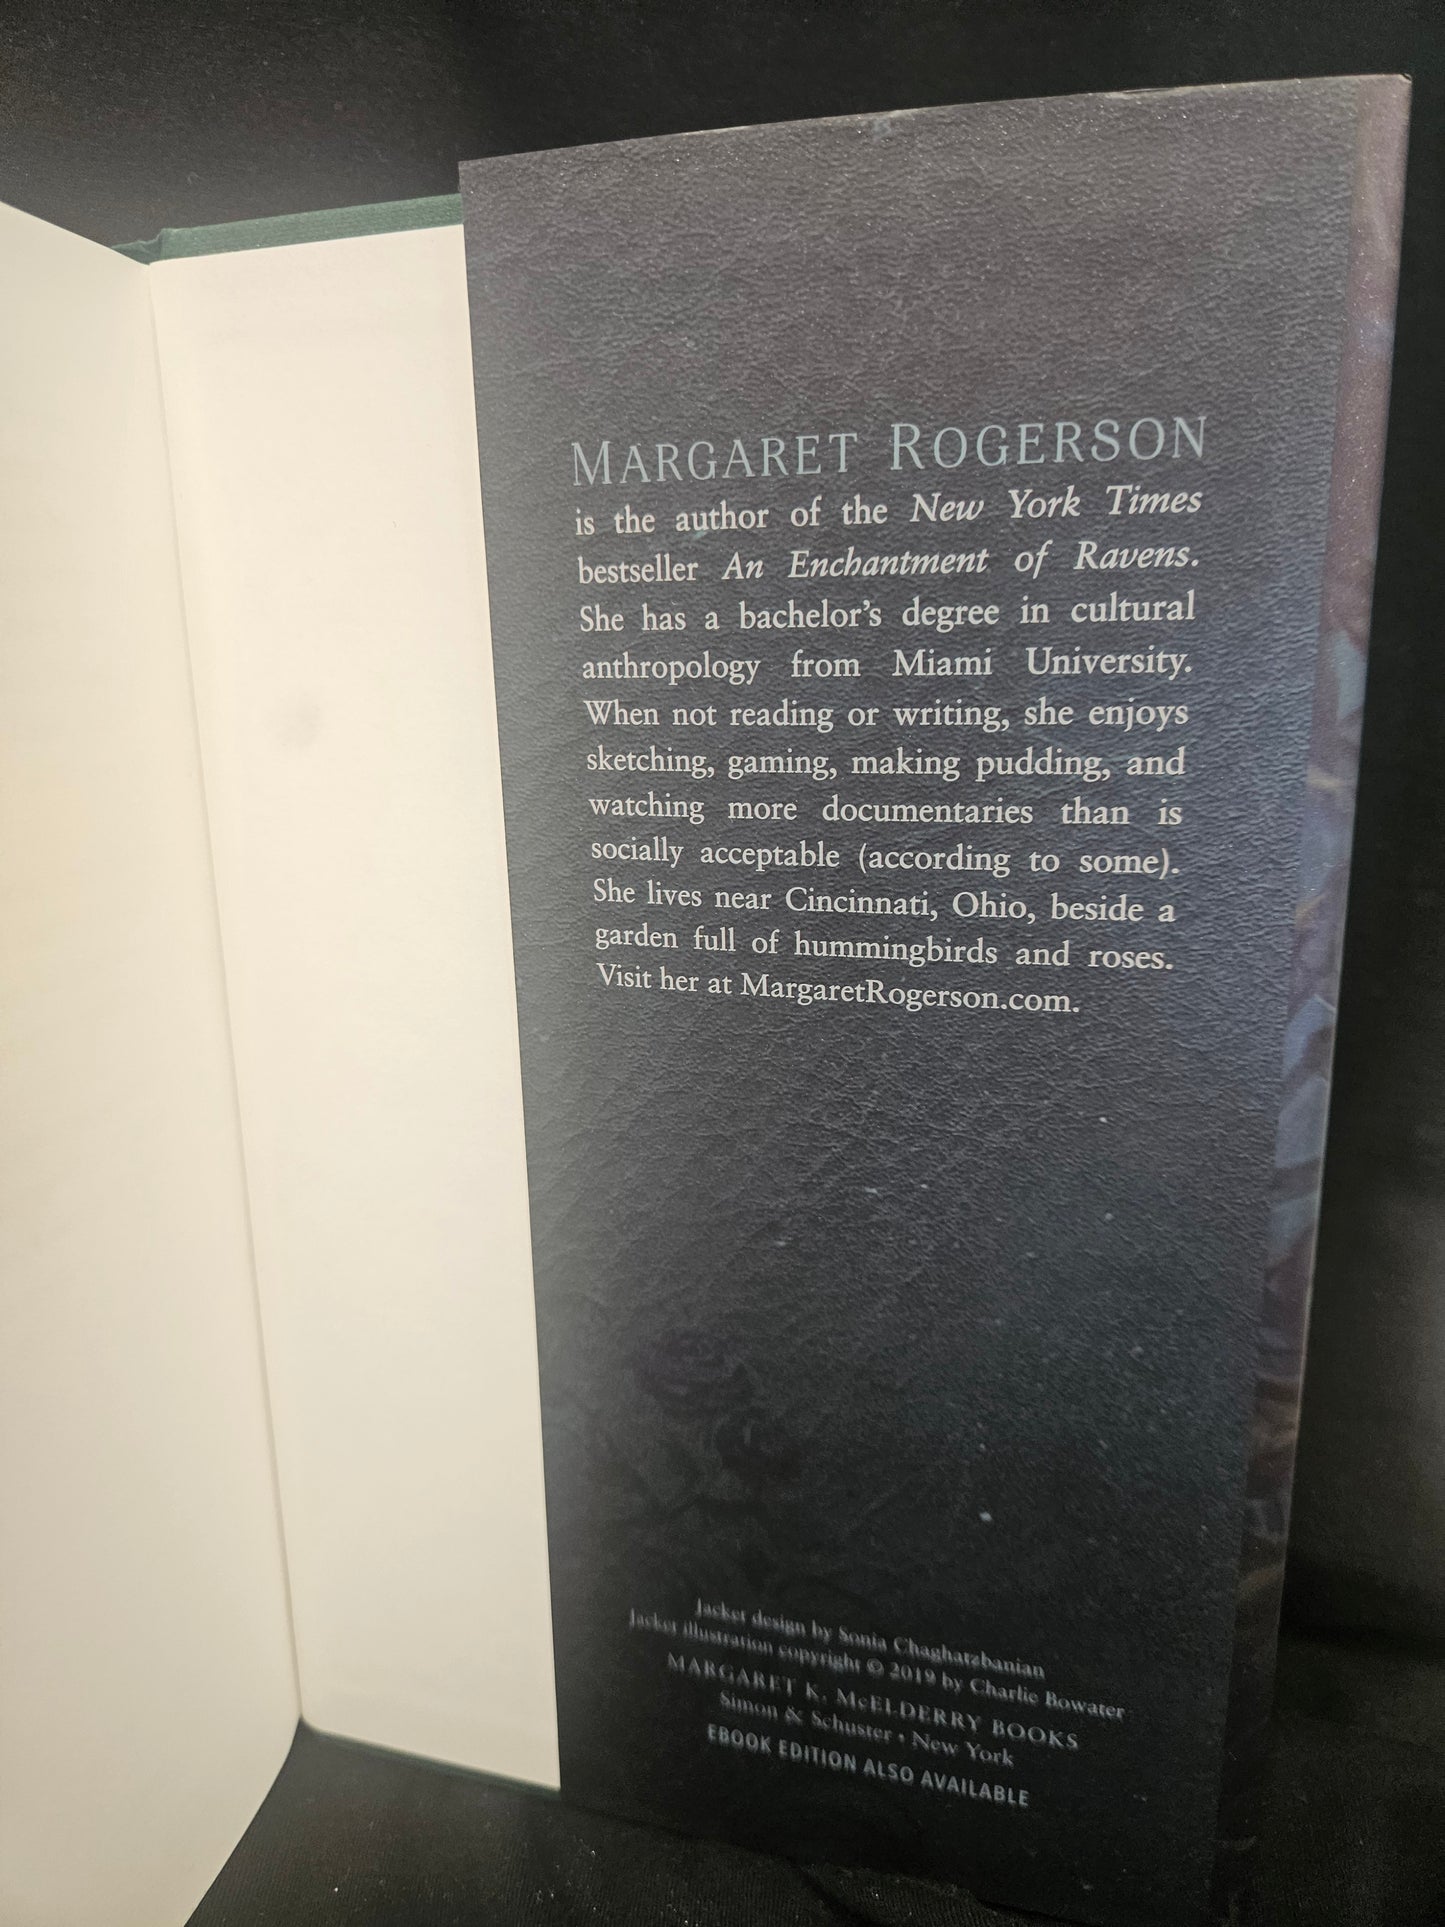 MARGARET ROGERSON
is the author of the New York Times
bestseller An Enchantment of Ravens.
She has a bachelor's degree in cultural
anthropology from Miami University.
When not reading or writing, she enjoys
sketching, gaming, making pudding, and
watching more documentaries than is
socially acceptable (according to some).
She lives near Cincinnati, Ohio, beside a
garden full of hummingbirds and roses.
Visit her at MargaretRogerson.com.
Jacket design by Sonia Chaghatzbanian
Jacket illustration copyright © 2019 by Charlie Bowater
MARGARET K. McELDERRY BOOKS
Simon & Schuster • New York
EBOOK EDITION ALSO AVAILABLE